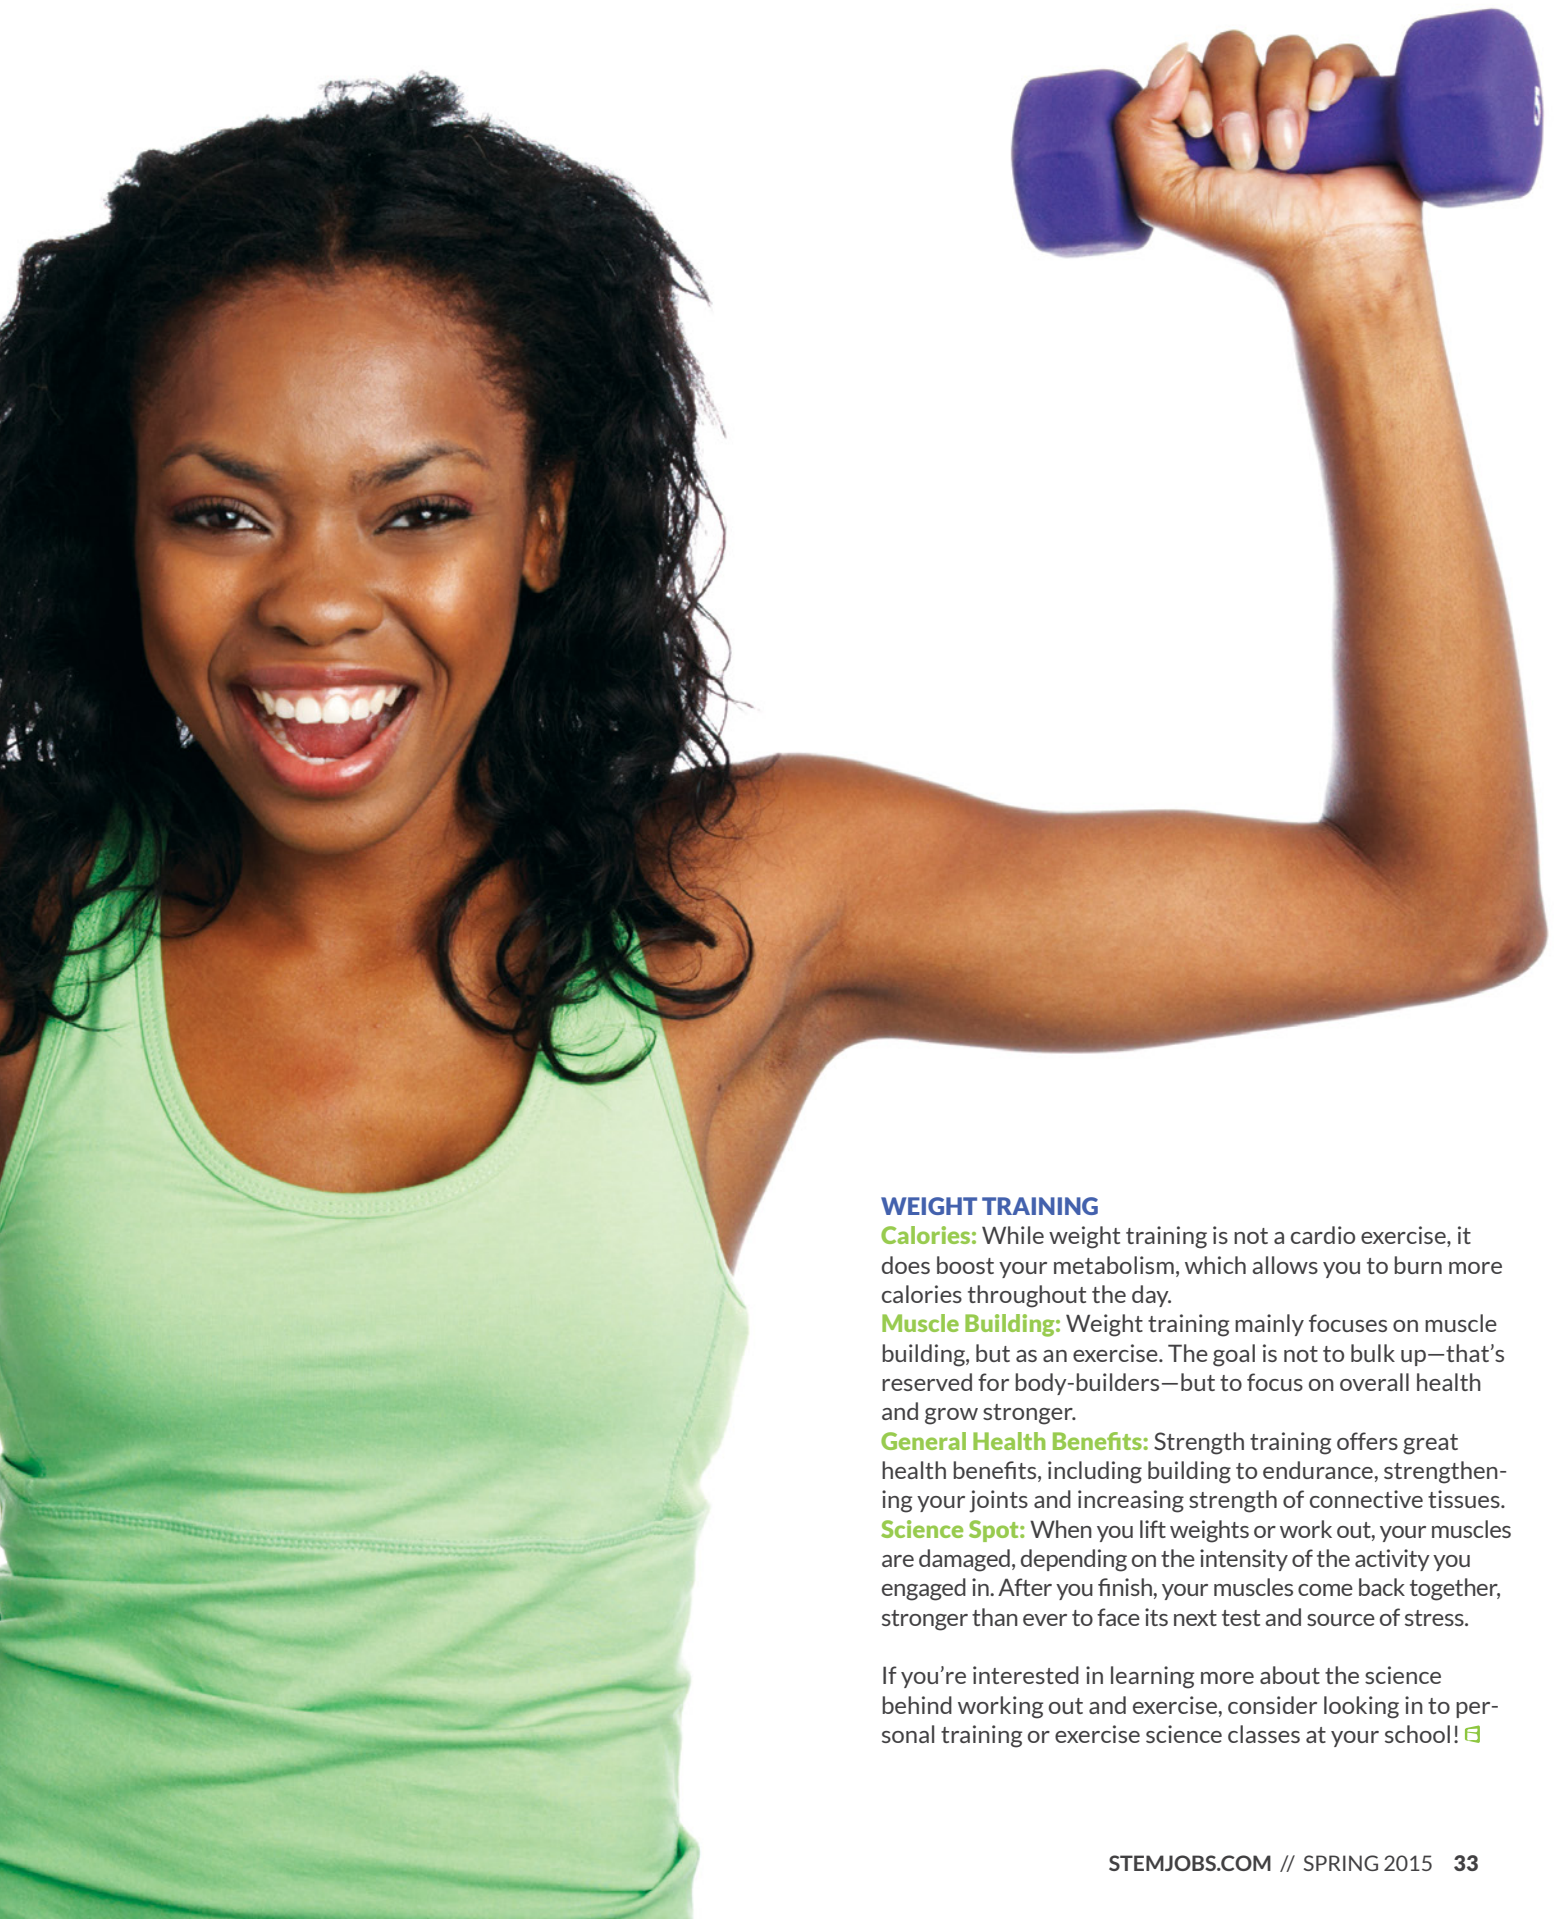 5
WEIGHT TRAINING
Calories: While weight training is not a cardio exercise, it
does boost your metabolism, which allows you to burn more
calories throughout the day.
Muscle Building: Weight training mainly focuses on muscle
building, but as an exercise. The goal is not to bulk up—that’s
reserved for body-builders—but to focus on overall health
and grow stronger.
General Health Benefits: Strength training offers great
health benefits, including building to endurance, strengthen-
ing your joints and increasing strength of connective tissues.
Science Spot: When you lift weights or work out, your muscles
are damaged, depending on the intensity of the activity you
engaged in. After you finish, your muscles come back together,
stronger than ever to face its next test and source of stress.
If you’re interested in learning more about the science
behind working out and exercise, consider looking in to per-
sonal training or exercise science classes at your school!
STEMJOBS.COM // SPRING 2015 33